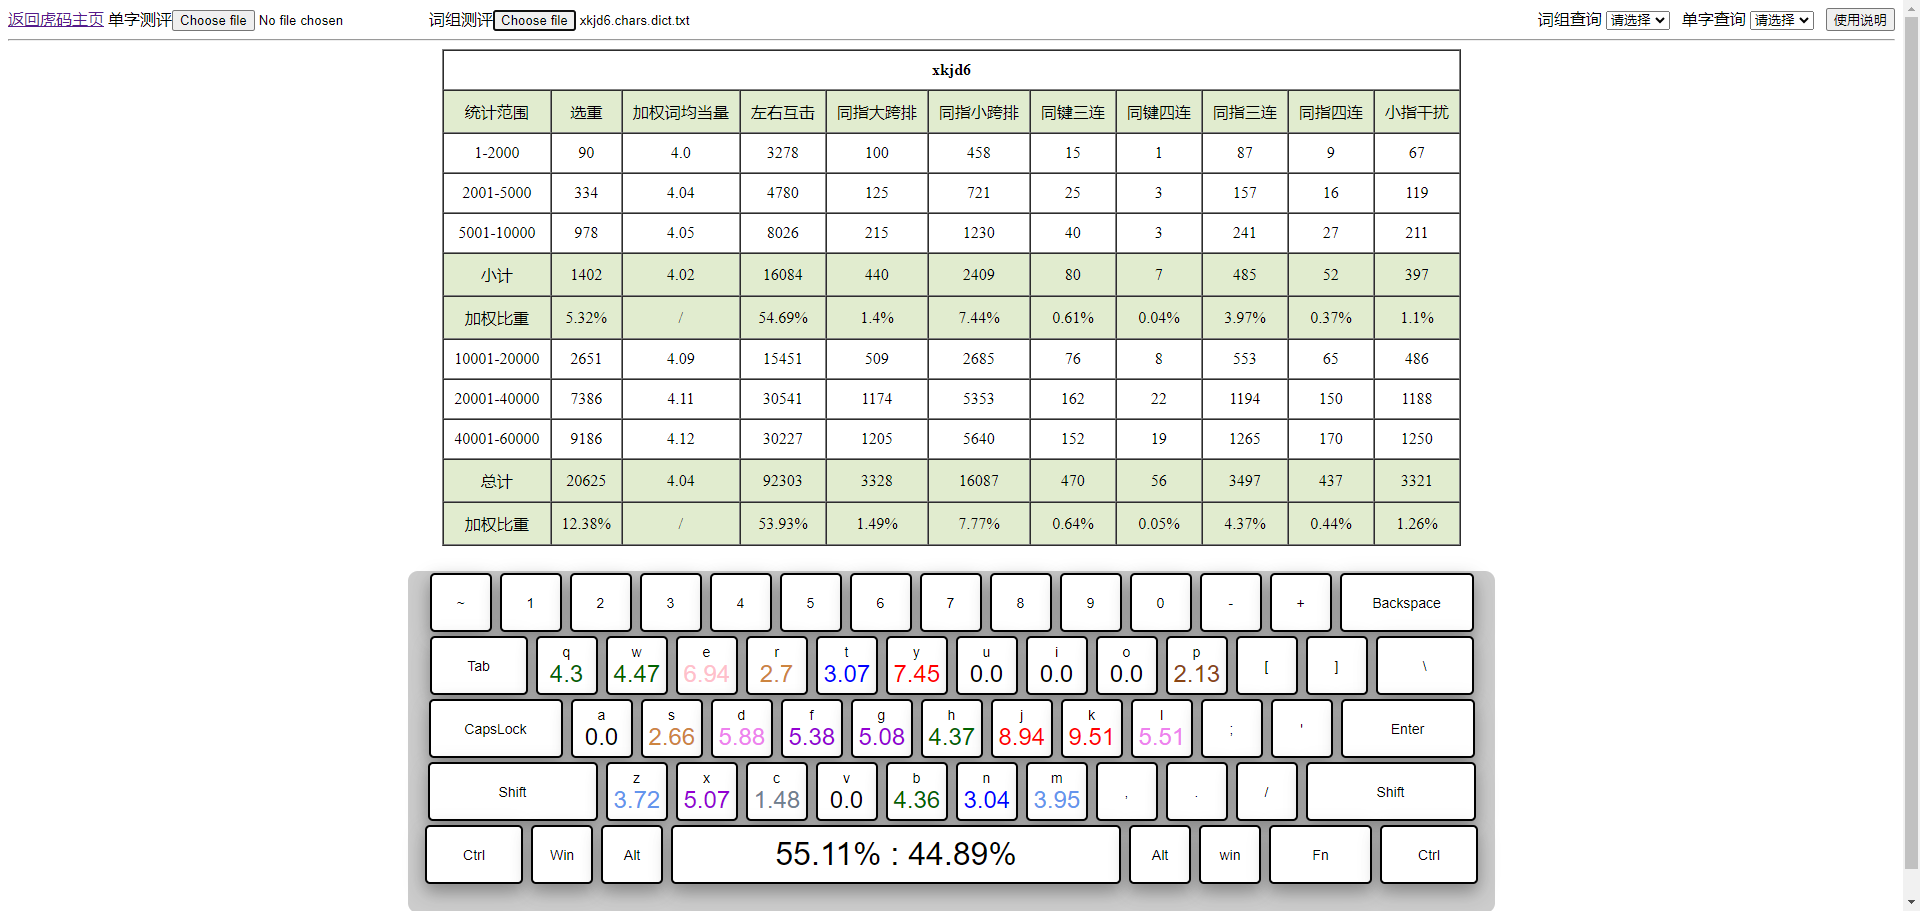 返回虎码主页 单字测评 Choose file No file chosen 词组测评 Choose file xkjd6.chars.dict.txt 词组查询 请选择 单字查询 请选择 使用说明
xkjd6
统计范围 选重 加权词均当量 左右互击 同指大跨排 同指小跨排 同键三连 同键四连 同指三连 同指四连 小指干扰
1-2000 90 4.0 3278 100 458 15 1 87 9 67
2001-5000 334 4.04 4780 125 721 25 3 157 16 119
5001-10000 978 4.05 8026 215 1230 40 3 241 27 211
小计 1402 4.02 16084 440 2409 80 7 485 52 397
加权比重 5.32% / 54.69% 1.4% 7.44% 0.61% 0.04% 3.97% 0.37% 1.1%
10001-20000 2651 4.09 15451 509 2685 76 8 553 65 486
20001-40000 7386 4.11 30541 1174 5353 162 22 1194 150 1188
40001-60000 9186 4.12 30227 1205 5640 152 19 1265 170 1250
总计 20625 4.04 92303 3328 16087 470 56 3497 437 3321
加权比重 12.38% / 53.93% 1.49% 7.77% 0.64% 0.05% 4.37% 0.44% 1.26%
~ 1 2 3 4 5 6 7 8 9 0 - + Backspace
Tab q w e r t y u i o p [ ] \
4.3 4.47 6.94 2.7 3.07 7.45 0.0 0.0 0.0 2.13
CapsLock a s d f g h j k l ; ' Enter
0.0 2.66 5.88 5.38 5.08 4.37 8.94 9.51 5.51
Shift z x c v b n m , . / Shift
3.72 5.07 1.48 0.0 4.36 3.04 3.95
Ctrl Win Alt 55.11% : 44.89% Alt win Fn Ctrl